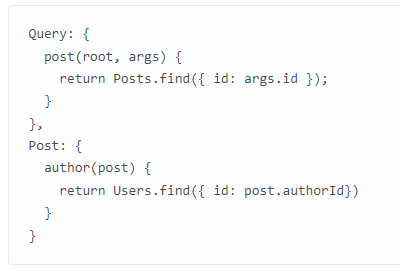 Query: {
  post(root, args) {
    return Posts.find({ id: args.id });
  }
},
Post: {
  author(post) {
    return Users.find({ id: post.authorId})
  }
}